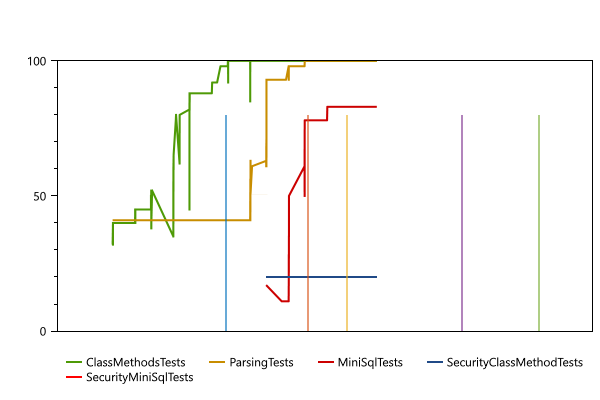 100
50
0
ClassMethodsTests ParsingTests MiniSqlTests SecurityClassMethodTests
SecurityMiniSqlTests